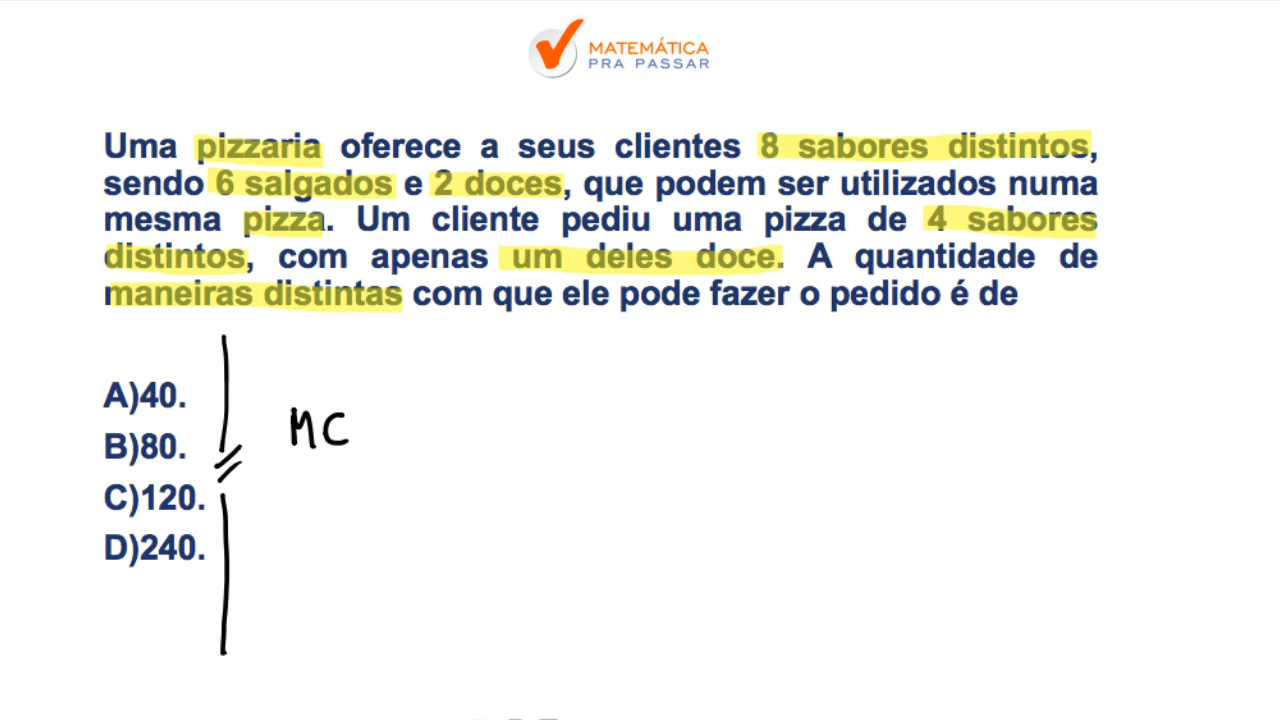 MATEMÁTICA
PRA PASSAR
Uma pizzaria oferece a seus clientes 8 sabores distintos,
sendo 6 salgados e 2 doces, que podem ser utilizados numa
mesma pizza. Um cliente pediu uma pizza de 4 sabores
distintos, com apenas um deles doce. A quantidade de
maneiras distintas com que ele pode fazer o pedido é de
A)40.
MC
B)80.
C)120.
D)240.